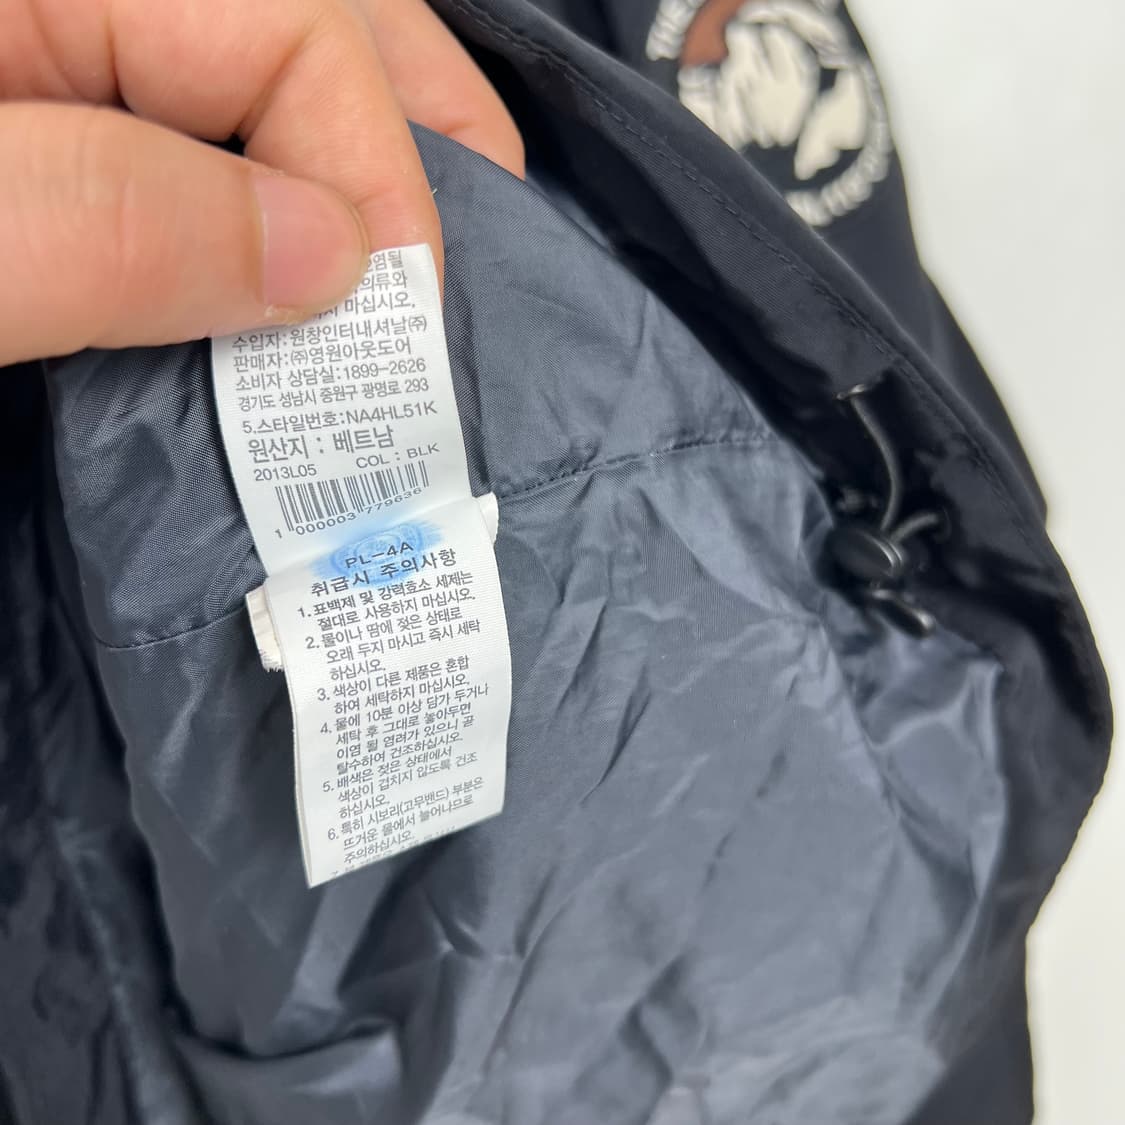 염될
의류와
마십시오.
수입자:원창인터내셔날㈜
판매자:㈜영원아웃도어
소비자 상담실:1899-2626
경기도 성남시 중원구 광명로 293
5.스타일번호:NA4HL51K
원산지 : 베트남
2013L05 COL : BLK
1 000003 779636
PL-4A
취급시 주의사항
1. 표백제 및 강력효소 세제는
절대로 사용하지 마십시오.
2. 물이나 땀에 젖은 상태로
오래 두지 마시고 즉시 세탁
하십시오.
3. 색상이 다른 제품은 혼합
하여 세탁하지 마십시오.
4. 물에 10분 이상 담가 두거나
세탁 후 그대로 놓아두면
이염 될 염려가 있으니 곧
탈수하여 건조하십시오.
5. 배색은 젖은 상태에서
색상이 겹치지 않도록 건조
하십시오.
6. 특히 시보리(고무밴드) 부분은
뜨거운 물에서 늘어나므로
주의하십시오.
THE